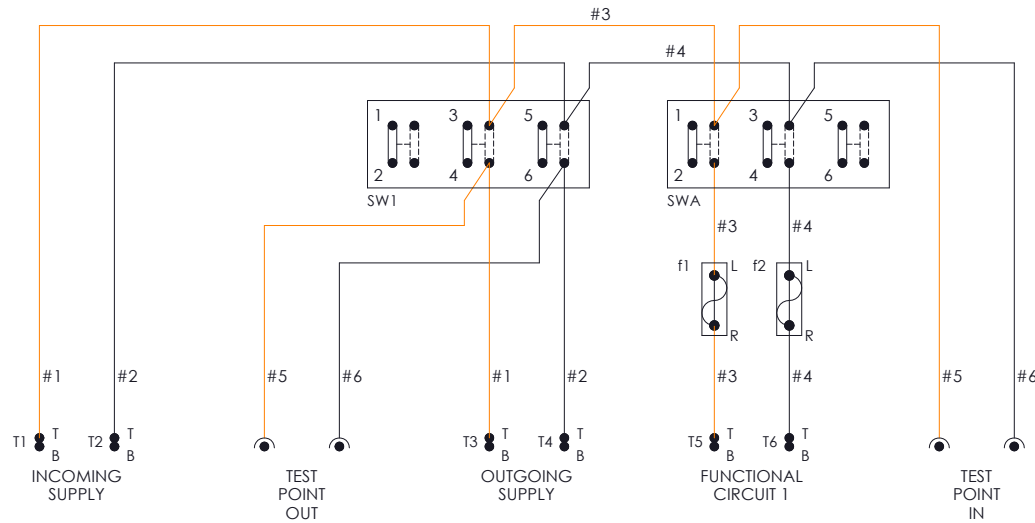 #3
#4
1 3 5
2 4 6
SW1
1 3 5
2 4 6
SWA
#3 #4
f1 L f2 L
R R
#1 #2 #5 #6 #1 #2 #3 #4 #5 #6
T1 T B T2 T B T3 T B T4 T B T5 T B T6 T B
INCOMING
SUPPLY
TEST
POINT
OUT
OUTGOING
SUPPLY
FUNCTIONAL
CIRCUIT 1
TEST
POINT
IN